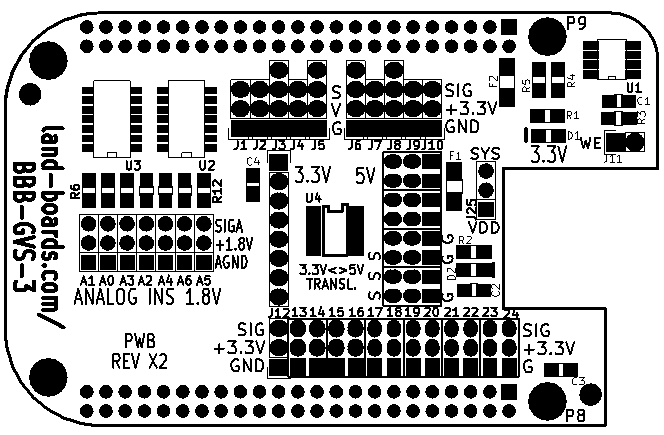 P9
F2
R5
R4
U1
C1
R3
R1
D1
WE
J11
3.3V
S
V
G
SIG
+3.3V
GND
J1 J2 J3 J4 J5
J6 J7 J8 J9 J10
U3
U2
C4
3.3V
5V
F1
SYS
J25
VDD
R6
R12
U4
3.3V<>5V
TRANSL.
SIGA
+1.8V
AGND
A1 A0 A3 A2 A4 A6 A5
ANALOG INS 1.8V
G
G
S
S
S
G
R2
D2
C2
land-boards.com/
BBB-GVS-3
PWB
REV X2
J12 13 14 15 16 17 18 19 20 21 22 23 24
SIG
+3.3V
GND
SIG
+3.3V
G
C3
P8